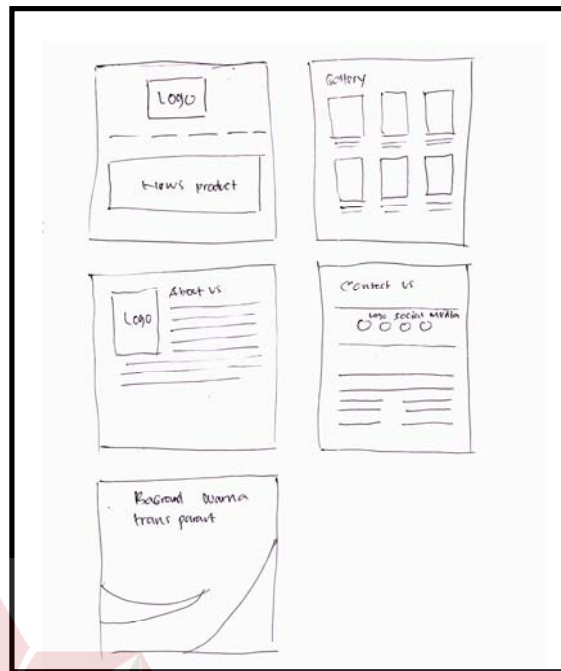 Logo
News product
Gallery
Logo
About us
Contact us
Logo social media
Bagroud warna
trans parant